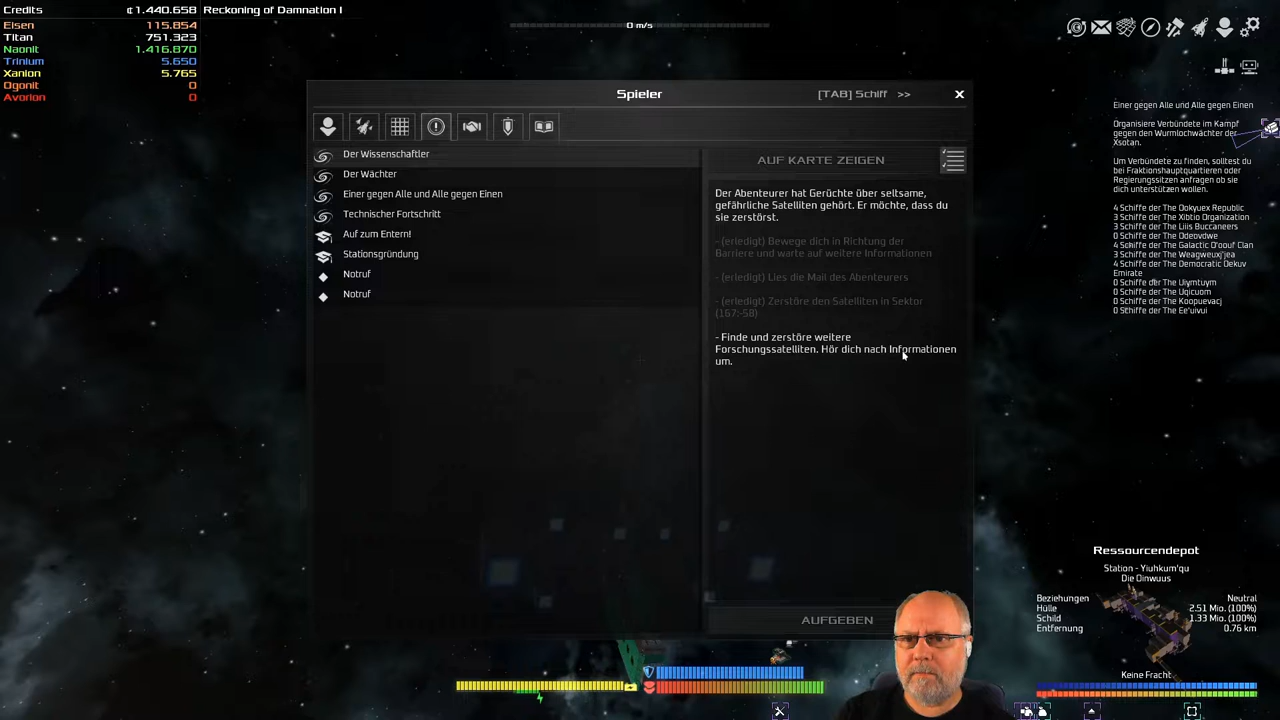 Credits ¢1.440.658 Reckoning of Damnation I
Eisen 115.854
Titan 751.323
Naonit 1.416.870
Trinium 5.650
Xanion 5.765
Ogonit 0
Avorion 0
0 m/s
Spieler
[TAB] Schiff >>
Der Wissenschaftler
Der Wächter
Einer gegen Alle und Alle gegen Einen
Technischer Fortschritt
Auf zum Entern!
Stationsgründung
Notruf
Notruf
AUF KARTE ZEIGEN
Der Abenteurer hat Gerüchte über seltsame,
gefährliche Satelliten gehört. Er möchte, dass du
sie zerstörst.
- (erledigt) Bewege dich in Richtung der
Barriere und warte auf weitere Informationen
- (erledigt) Lies die Mail des Abenteurers
- (erledigt) Zerstöre den Satelliten in Sektor
(167:-58)
- Finde und zerstöre weitere
Forschungssatelliten. Hör dich nach Informationen
um.
AUFGEBEN
Einer gegen Alle und Alle gegen Einen
Organisiere Verbündete im Kampf
gegen den Wurmlochwächter der
Xsotan.
Um Verbündete zu finden, solltest du
bei Fraktionshauptquartieren oder
Regierungssitzen anfragen ob sie
dich unterstützen wollen.
4 Schiffe der The Ookyuex Republic
3 Schiffe der The Xibtio Organization
3 Schiffe der The Liiis Buccaneers
0 Schiffe der The Odeovdwe
4 Schiffe der The Galactic O'oouf Clan
3 Schiffe der The Weagweuxj'jea
4 Schiffe der The Democratic Dekuv
Emirate
0 Schiffe der The Uiymtuym
0 Schiffe der The Uqicuom
0 Schiffe der The Koopuevacj
0 Schiffe der The Ee'uivui
Ressourcendepot
Station - Yiuhkum'qu
Die Dinwuus
Beziehungen Neutral
Hülle 2.51 Mio. (100%)
Schild 1.33 Mio. (100%)
Entfernung 0.76 km
Keine Fracht